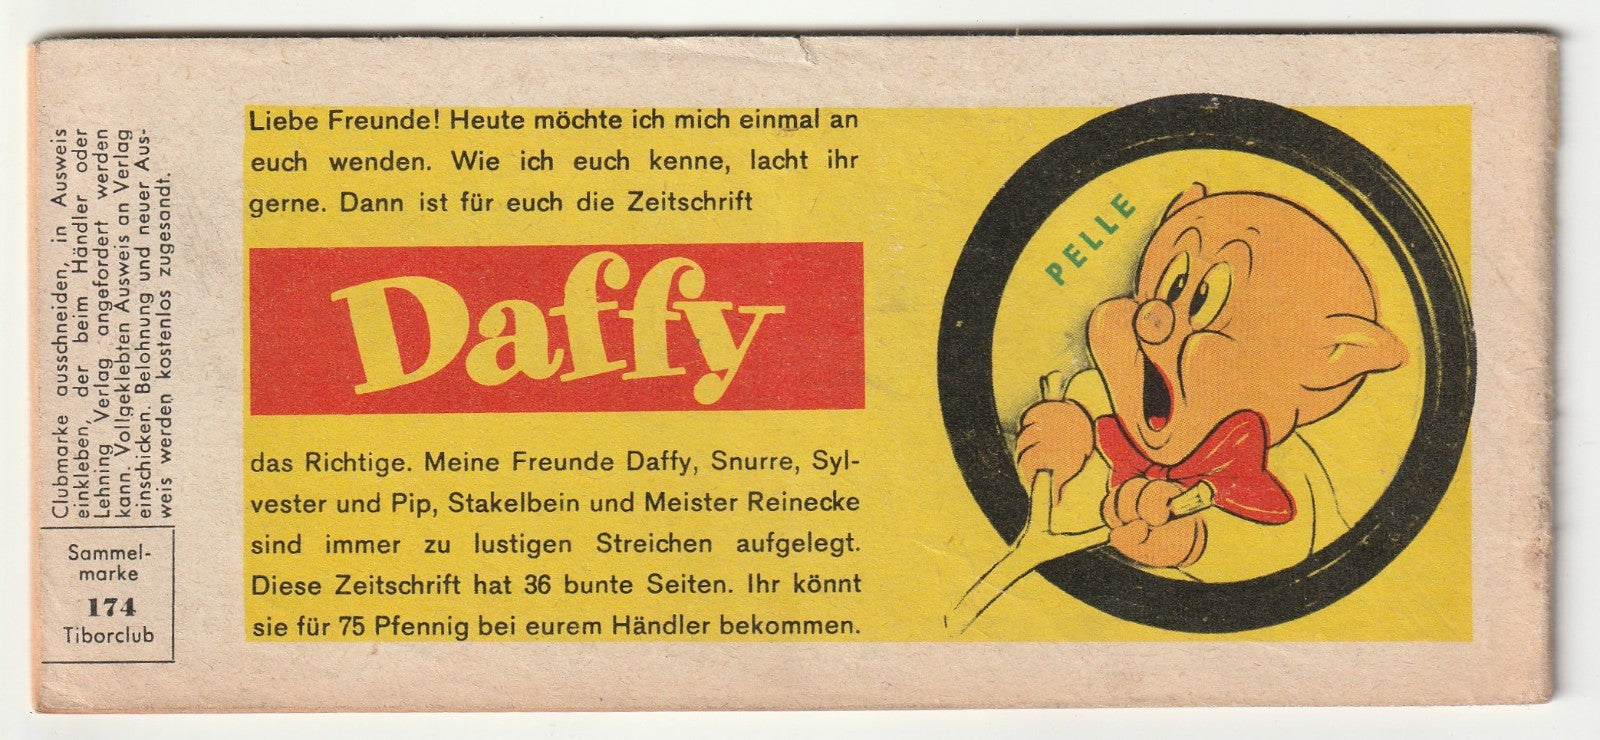 Clubmarke ausschneiden, in Ausweis
einkleben, der beim Händler oder
Lehning Verlag angefordert werden
kann. Vollgeklebten Ausweis an Verlag
einschicken. Belohnung und neuer Aus-
weis werden kostenlos zugesandt.
Sammel-
marke
174
Tiborclub
Liebe Freunde! Heute möchte ich mich einmal an
euch wenden. Wie ich euch kenne, lacht ihr
gerne. Dann ist für euch die Zeitschrift
Daffy
das Richtige. Meine Freunde Daffy, Snurre, Syl-
vester und Pip, Stakelbein und Meister Reinecke
sind immer zu lustigen Streichen aufgelegt.
Diese Zeitschrift hat 36 bunte Seiten. Ihr könnt
sie für 75 Pfennig bei eurem Händler bekommen.
PELLE